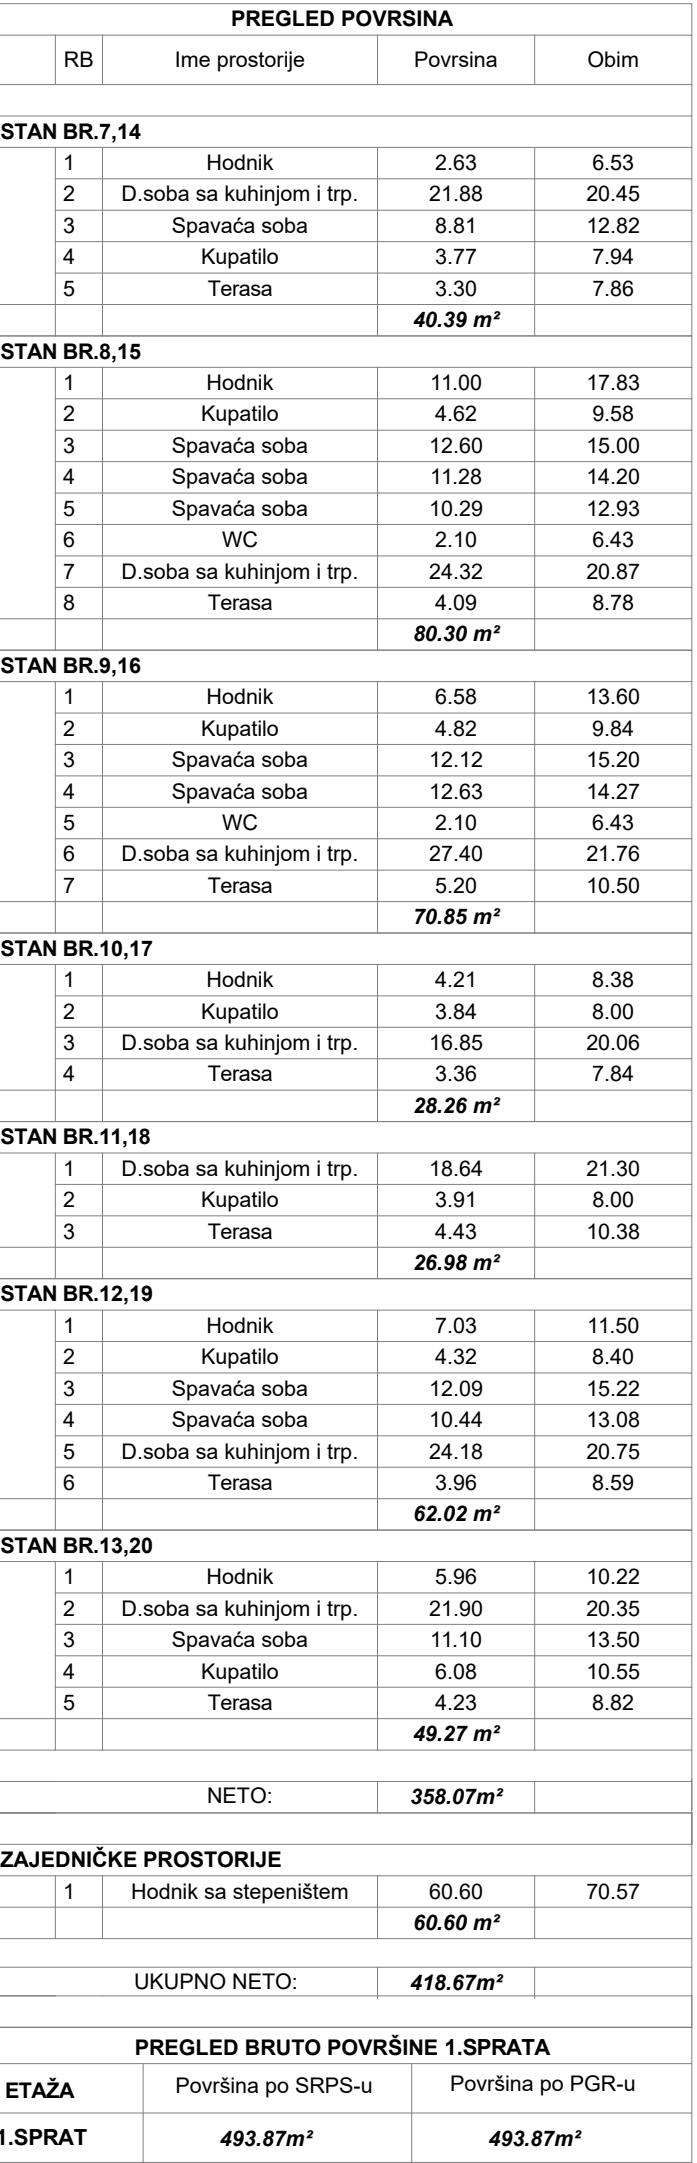 PREGLED POVRSINA
RB Ime prostorije Povrsina Obim
STAN BR.7,14
1 Hodnik 2.63 6.53
2 D.soba sa kuhinjom i trp. 21.88 20.45
3 Spavaća soba 8.81 12.82
4 Kupatilo 3.77 7.94
5 Terasa 3.30 7.86
40.39 m²
STAN BR.8,15
1 Hodnik 11.00 17.83
2 Kupatilo 4.62 9.58
3 Spavaća soba 12.60 15.00
4 Spavaća soba 11.28 14.20
5 Spavaća soba 10.29 12.93
6 WC 2.10 6.43
7 D.soba sa kuhinjom i trp. 24.32 20.87
8 Terasa 4.09 8.78
80.30 m²
STAN BR.9,16
1 Hodnik 6.58 13.60
2 Kupatilo 4.82 9.84
3 Spavaća soba 12.12 15.20
4 Spavaća soba 12.63 14.27
5 WC 2.10 6.43
6 D.soba sa kuhinjom i trp. 27.40 21.76
7 Terasa 5.20 10.50
70.85 m²
STAN BR.10,17
1 Hodnik 4.21 8.38
2 Kupatilo 3.84 8.00
3 D.soba sa kuhinjom i trp. 16.85 20.06
4 Terasa 3.36 7.84
28.26 m²
STAN BR.11,18
1 D.soba sa kuhinjom i trp. 18.64 21.30
2 Kupatilo 3.91 8.00
3 Terasa 4.43 10.38
26.98 m²
STAN BR.12,19
1 Hodnik 7.03 11.50
2 Kupatilo 4.32 8.40
3 Spavaća soba 12.09 15.22
4 Spavaća soba 10.44 13.08
5 D.soba sa kuhinjom i trp. 24.18 20.75
6 Terasa 3.96 8.59
62.02 m²
STAN BR.13,20
1 Hodnik 5.96 10.22
2 D.soba sa kuhinjom i trp. 21.90 20.35
3 Spavaća soba 11.10 13.50
4 Kupatilo 6.08 10.55
5 Terasa 4.23 8.82
49.27 m²
NETO: 358.07m²
ZAJEDNIČKE PROSTORIJE
1 Hodnik sa stepeništem 60.60 70.57
60.60 m²
UKUPNO NETO: 418.67m²
PREGLED BRUTO POVRŠINE 1.SPRATA
ETAŽA Površina po SRPS-u Površina po PGR-u
1.SPRAT 493.87m² 493.87m²